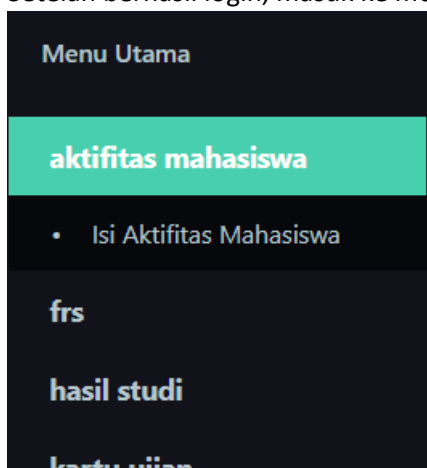 Menu Utama
aktifitas mahasiswa
• Isi Aktifitas Mahasiswa
frs
hasil studi